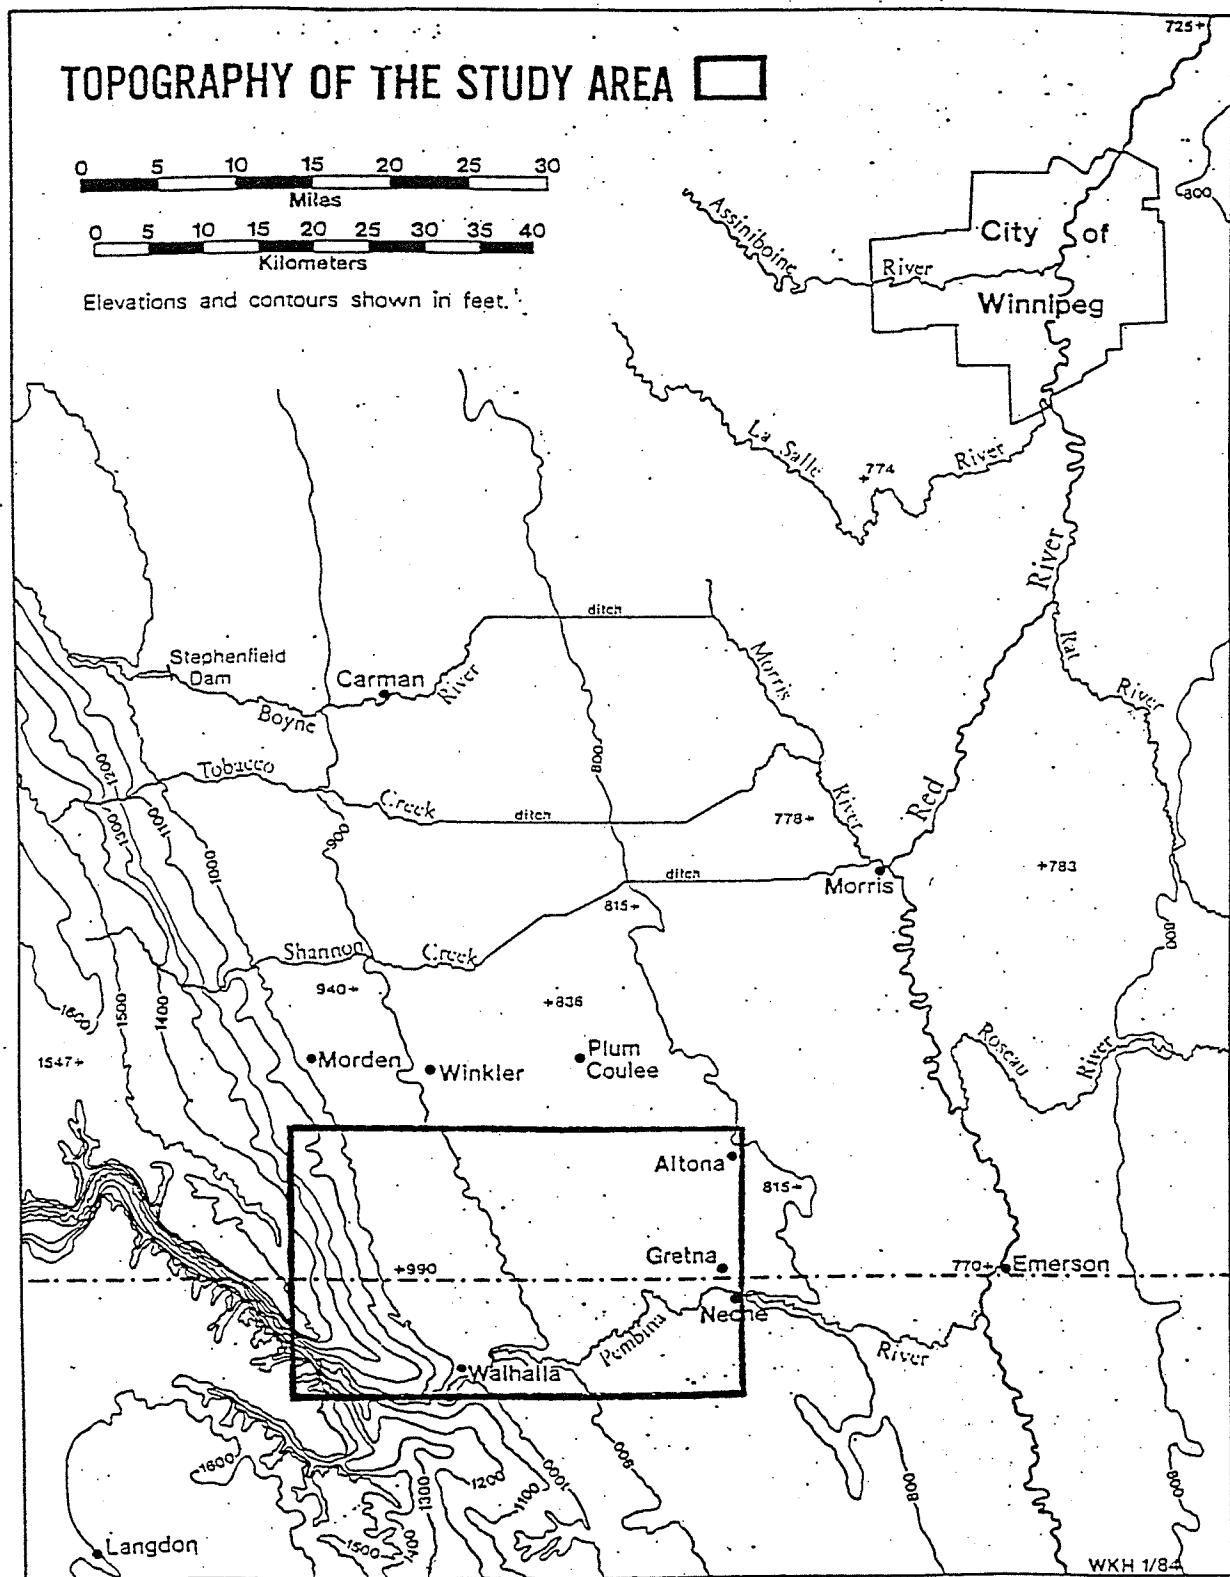 725+
TOPOGRAPHY OF THE STUDY AREA
0 5 10 15 20 25 30
Miles
0 5 10 15 20 25 30 35 40
Kilometers
Elevations and contours shown in feet.
800
Assiniboine
River
City of
Winnipeg
La Salle
River
+774
River
ditch
Rat
River
Stephenfield
Dam
Carman
River
Boyne
Morris
River
800
1200
Tobacco
Creek
ditch
Red
1300
1100
1000
900
778+
+783
ditch
Morris
815+
800
Shannon
Creek
940+
+836
1600
1500
1400
1547+
Morden
Winkler
Plum
Coulee
Roseau
River
Altona
815+
Gretna
+990
770+
Emerson
Neche
Pembina
River
Walhalla
1600
1500
1400
1300
1200
1100
1000
900
800
800
Langdon
WKH 1/84